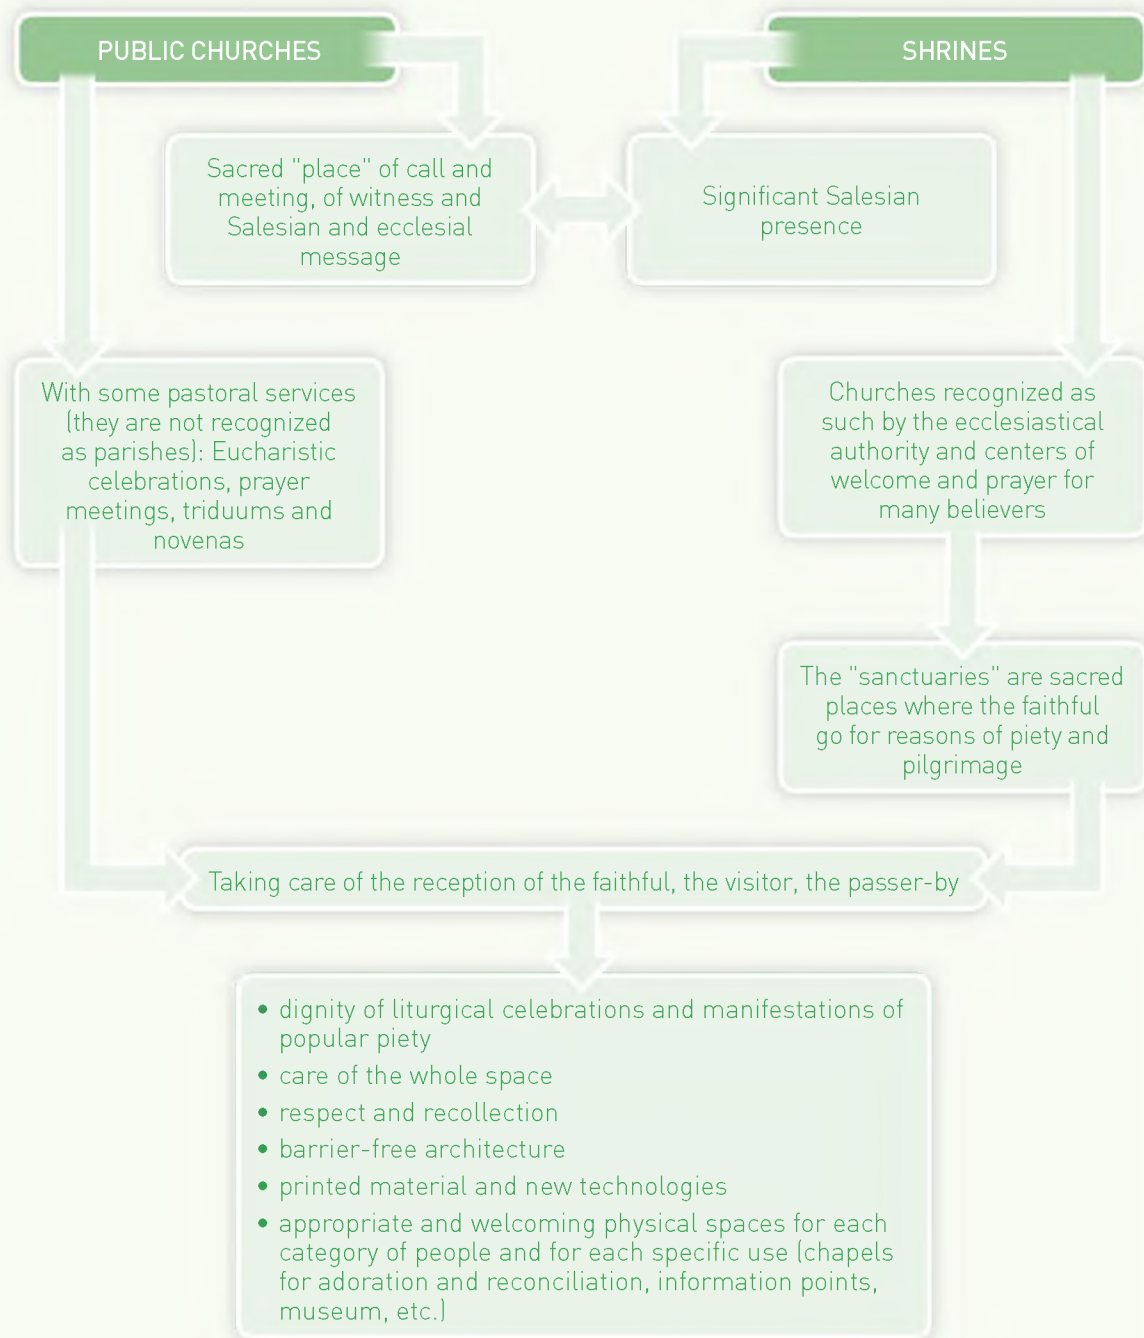 PUBLIC CHURCHES
SHRINES
Sacred "place" of call and
meeting, of witness and
Salesian and ecclesial
message
Significant Salesian
presence
With some pastoral services
(they are not recognized
as parishes): Eucharistic
celebrations, prayer
meetings, triduums and
novenas
Churches recognized as
such by the ecclesiastical
authority and centers of
welcome and prayer for
many believers
The "sanctuaries" are sacred
places where the faithful
go for reasons of piety and
pilgrimage
Taking care of the reception of the faithful, the visitor, the passer-by
• dignity of liturgical celebrations and manifestations of
popular piety
• care of the whole space
• respect and recollection
• barrier-free architecture
• printed material and new technologies
• appropriate and welcoming physical spaces for each
category of people and for each specific use (chapels
for adoration and reconciliation, information points,
museum, etc.)